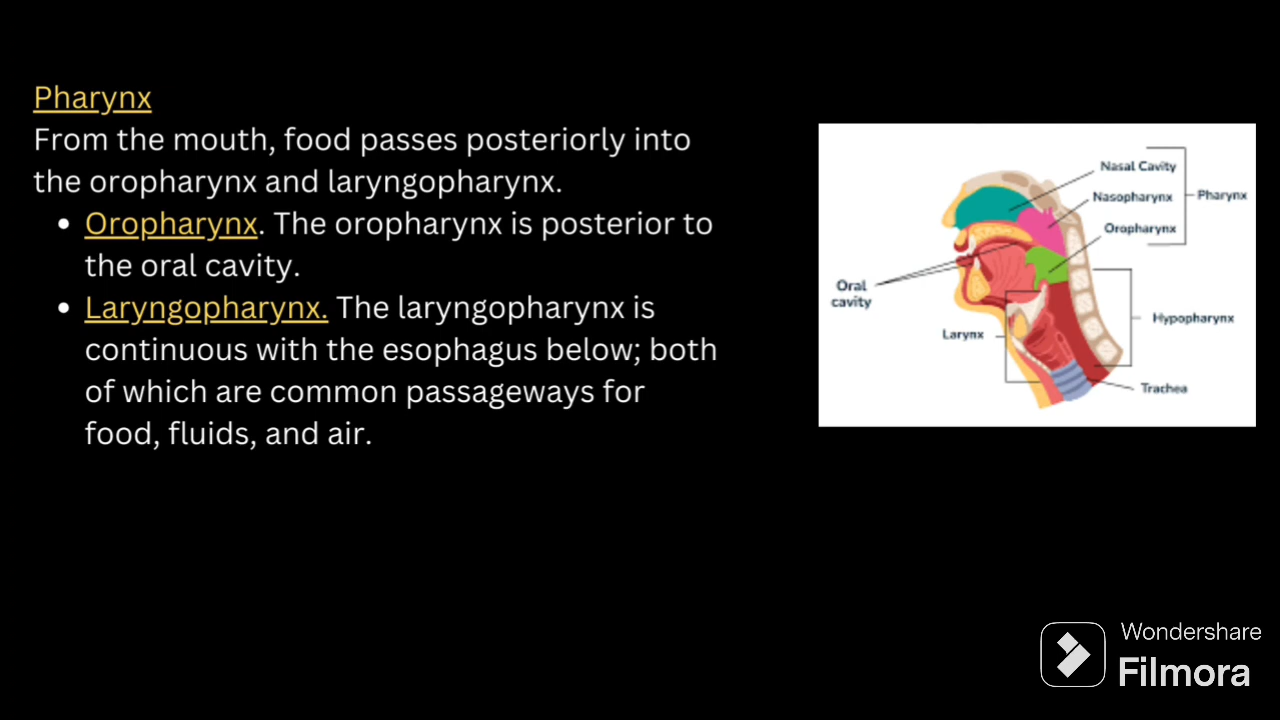 Pharynx
From the mouth, food passes posteriorly into
the oropharynx and laryngopharynx.
• Oropharynx. The oropharynx is posterior to
the oral cavity.
• Laryngopharynx. The laryngopharynx is
continuous with the esophagus below; both
of which are common passageways for
food, fluids, and air.
Nasal Cavity
Nasopharynx
Pharynx
Oropharynx
Oral
cavity
Hypopharynx
Larynx
Trachea
Wondershare
Filmora